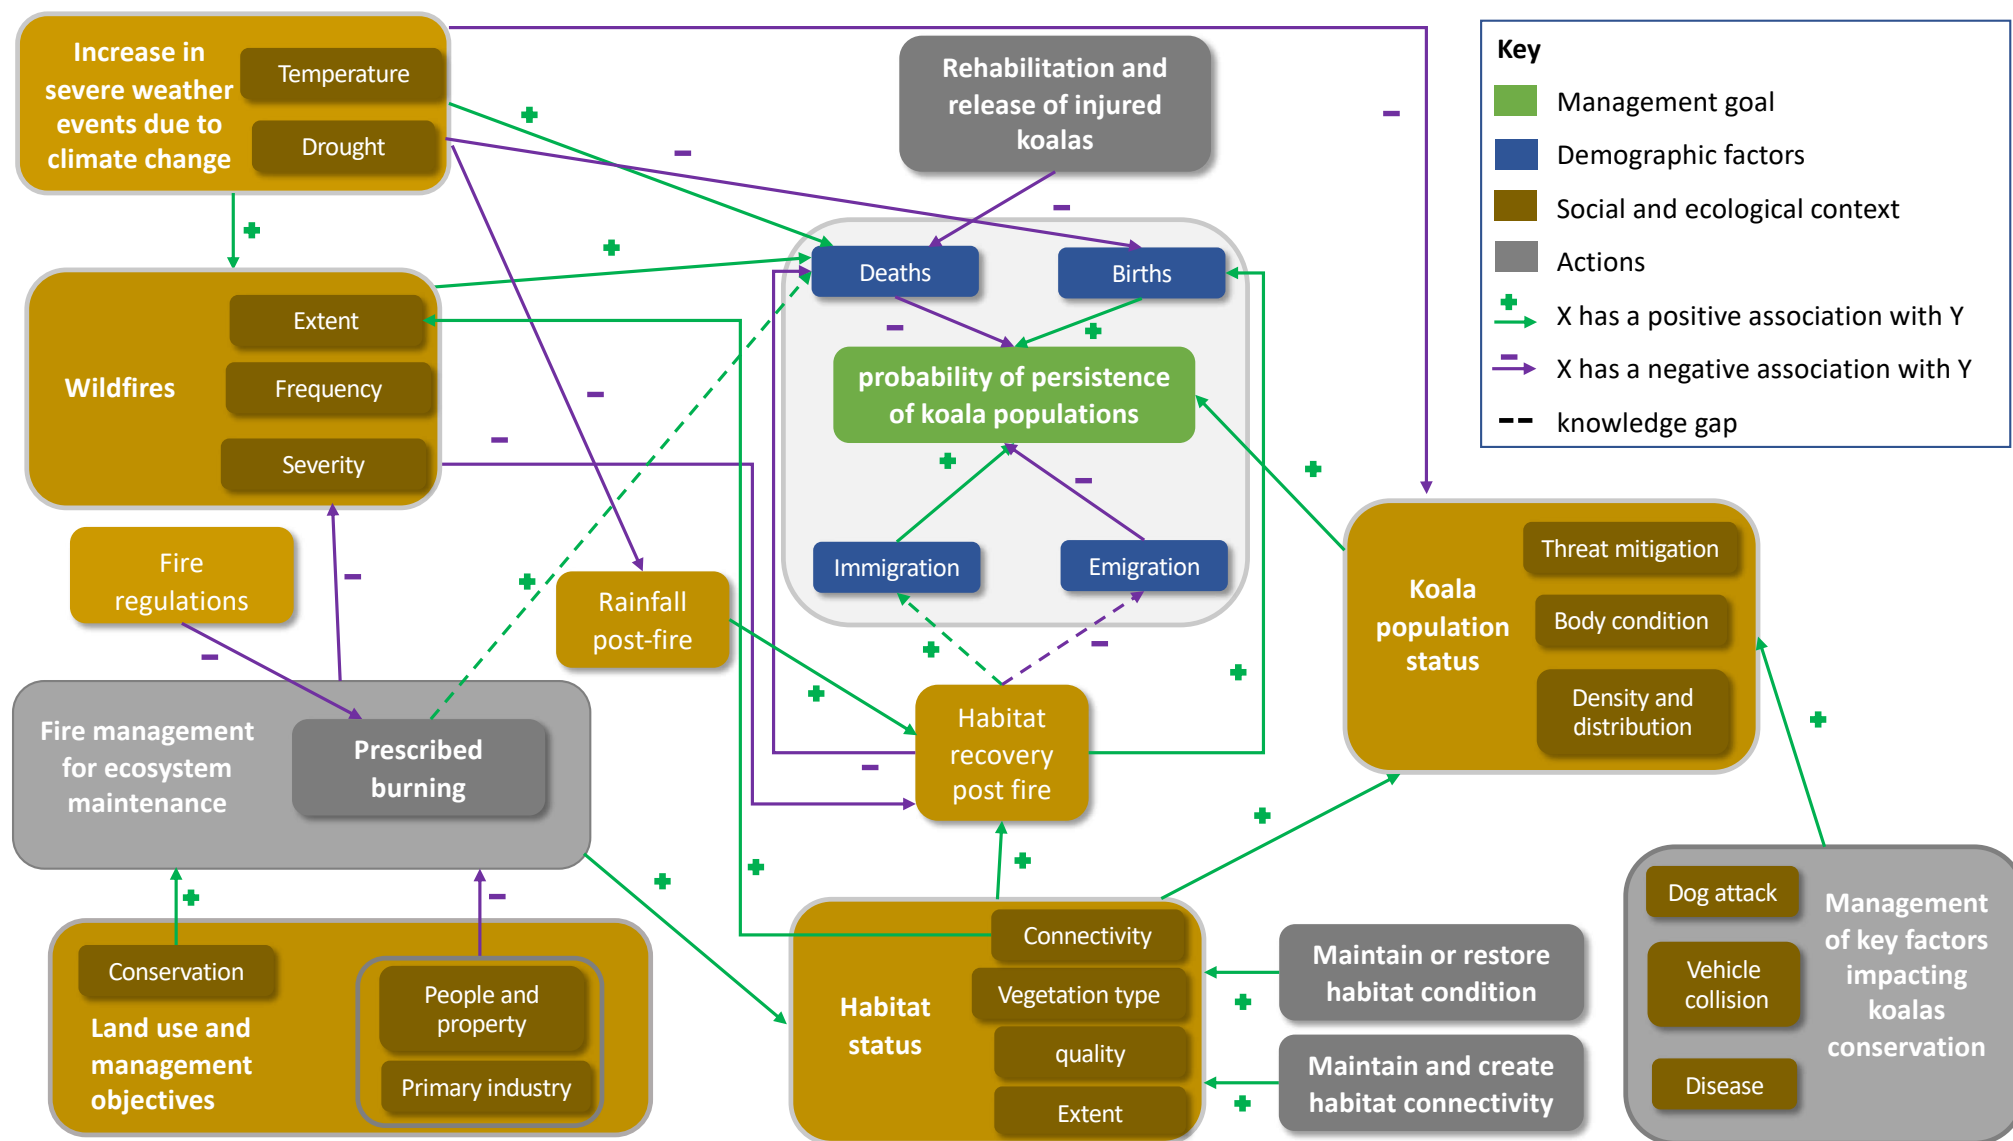 Increase in
severe weather
events due to
climate change
Temperature
Drought
Rehabilitation and
release of injured
koalas
Key
Management goal
Demographic factors
Social and ecological context
Actions
X has a positive association with Y
X has a negative association with Y
knowledge gap
Wildfires
Extent
Frequency
Severity
Deaths
Births
probability of persistence
of koala populations
Immigration
Emigration
Fire
regulations
Rainfall
post-fire
Koala
population
status
Threat mitigation
Body condition
Density and
distribution
Fire management
for ecosystem
maintenance
Prescribed
burning
Habitat
recovery
post fire
Conservation
People and
property
Primary industry
Land use and
management
objectives
Habitat
status
Connectivity
Vegetation type
quality
Extent
Maintain or restore
habitat condition
Maintain and create
habitat connectivity
Dog attack
Vehicle
collision
Disease
Management
of key factors
impacting
koalas
conservation